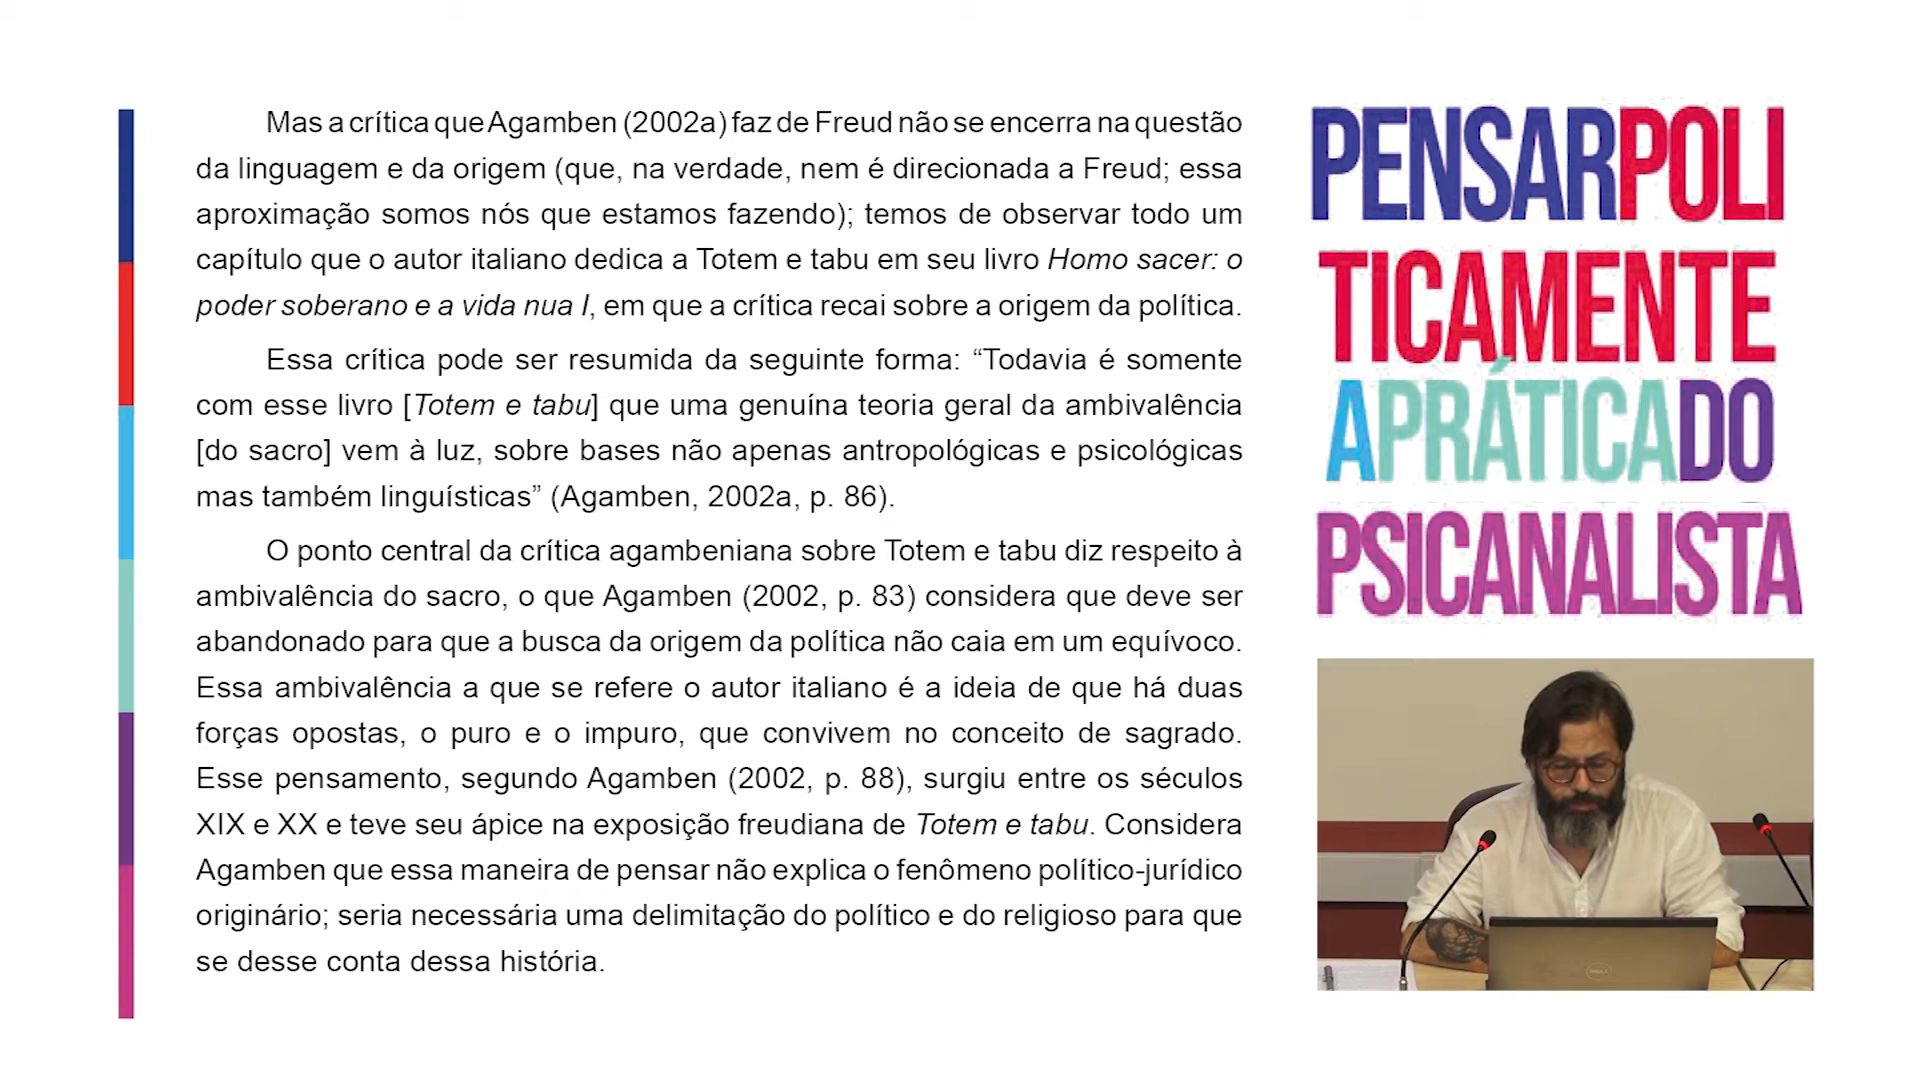 Mas a crítica que Agamben (2002a) faz de Freud não se encerra na questão
da linguagem e da origem (que, na verdade, nem é direcionada a Freud; essa
aproximação somos nós que estamos fazendo); temos de observar todo um
capítulo que o autor italiano dedica a Totem e tabu em seu livro Homo sacer: o
poder soberano e a vida nua I, em que a crítica recai sobre a origem da política.
Essa crítica pode ser resumida da seguinte forma: “Todavia é somente
com esse livro [Totem e tabu] que uma genuína teoria geral da ambivalência
[do sacro] vem à luz, sobre bases não apenas antropológicas e psicológicas
mas também linguísticas” (Agamben, 2002a, p. 86).
O ponto central da crítica agambeniana sobre Totem e tabu diz respeito à
ambivalência do sacro, o que Agamben (2002, p. 83) considera que deve ser
abandonado para que a busca da origem da política não caia em um equívoco.
Essa ambivalência a que se refere o autor italiano é a ideia de que há duas
forças opostas, o puro e o impuro, que convivem no conceito de sagrado.
Esse pensamento, segundo Agamben (2002, p. 88), surgiu entre os séculos
XIX e XX e teve seu ápice na exposição freudiana de Totem e tabu. Considera
Agamben que essa maneira de pensar não explica o fenômeno político-jurídico
originário; seria necessária uma delimitação do político e do religioso para que
se desse conta dessa história.
PENSARPOLI
TICAMENTE
APRÁTICADO
PSICANALISTA
DELL